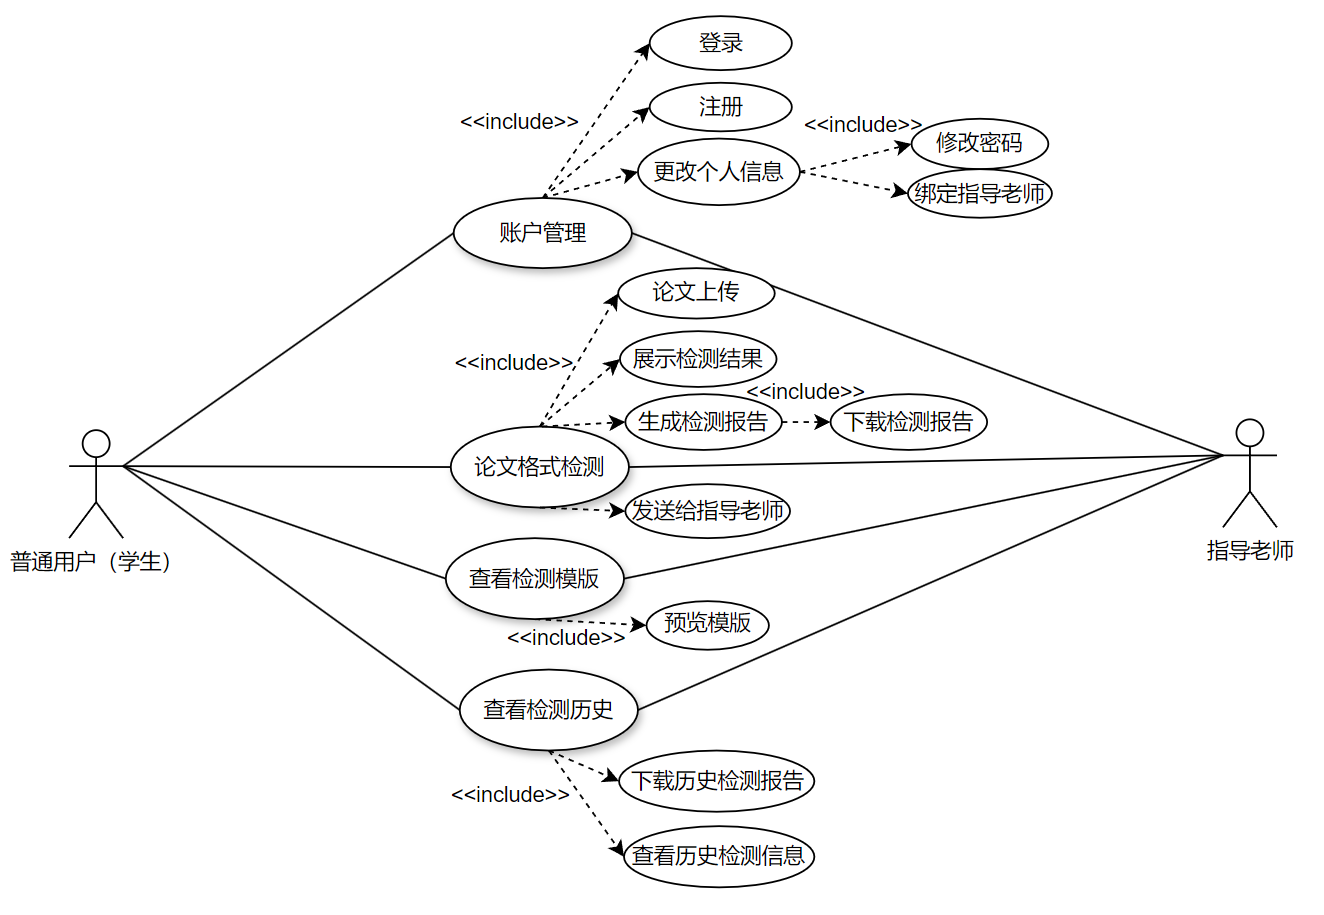 登录
<<include>>
注册
<<include>>
修改密码
更改个人信息
绑定指导老师
账户管理
论文上传
<<include>>
展示检测结果
<<include>>
生成检测报告
下载检测报告
论文格式检测
发送给指导老师
普通用户（学生）
指导老师
查看检测模版
预览模版
<<include>>
查看检测历史
下载历史检测报告
<<include>>
查看历史检测信息